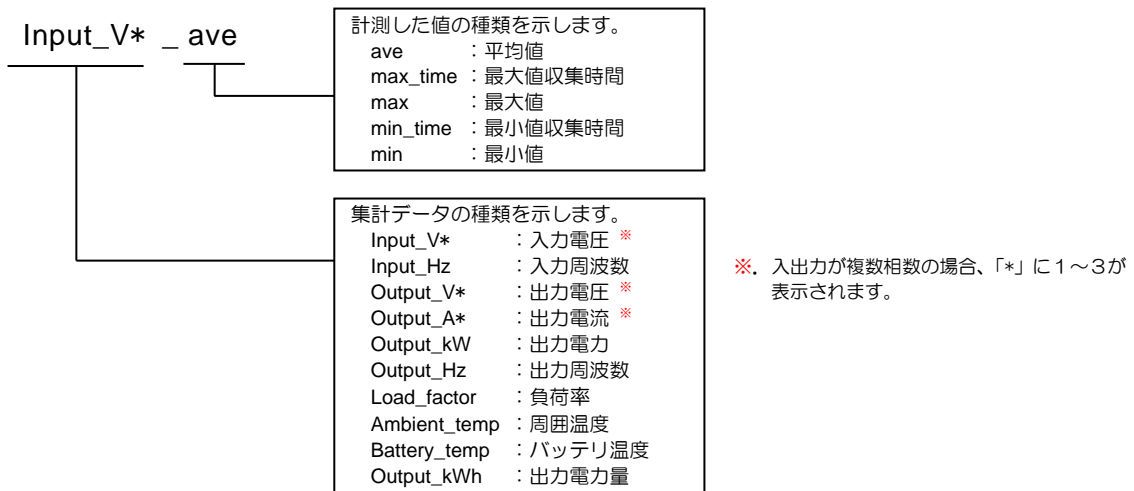 Input_V* _ ave
計測した値の種類を示します。
ave ：平均値
max_time ：最大値収集時間
max ：最大値
min_time ：最小値収集時間
min ：最小値
集計データの種類を示します。
Input_V* ：入力電圧 ※
Input_Hz ：入力周波数
Output_V* ：出力電圧 ※
Output_A* ：出力電流 ※
Output_kW ：出力電力
Output_Hz ：出力周波数
Load_factor ：負荷率
Ambient_temp ：周囲温度
Battery_temp ：バッテリ温度
Output_kWh ：出力電力量
※．入出力が複数相数の場合、「*」に１～３が
表示されます。